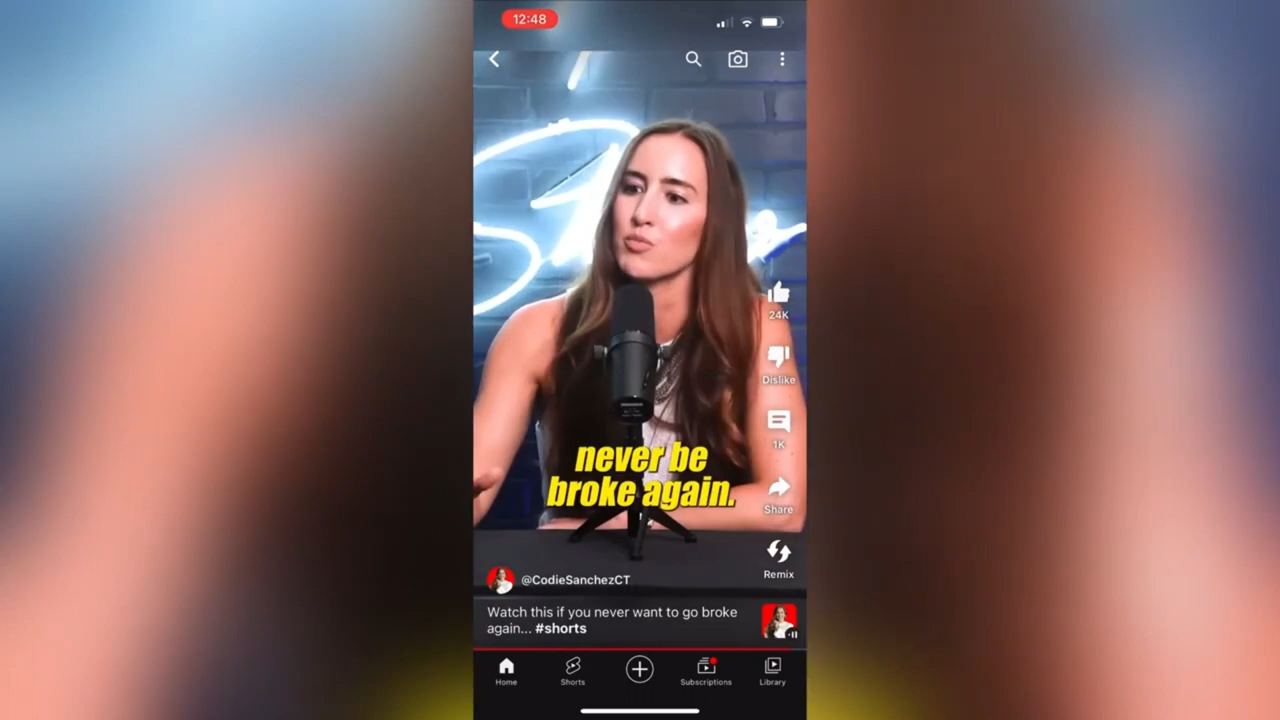 12:48
24K
Dislike
1K
never be
broke again.
Share
Remix
@CodieSanchezCT
Watch this if you never want to go broke
again... #shorts
Home
Shorts
Subscriptions
Library